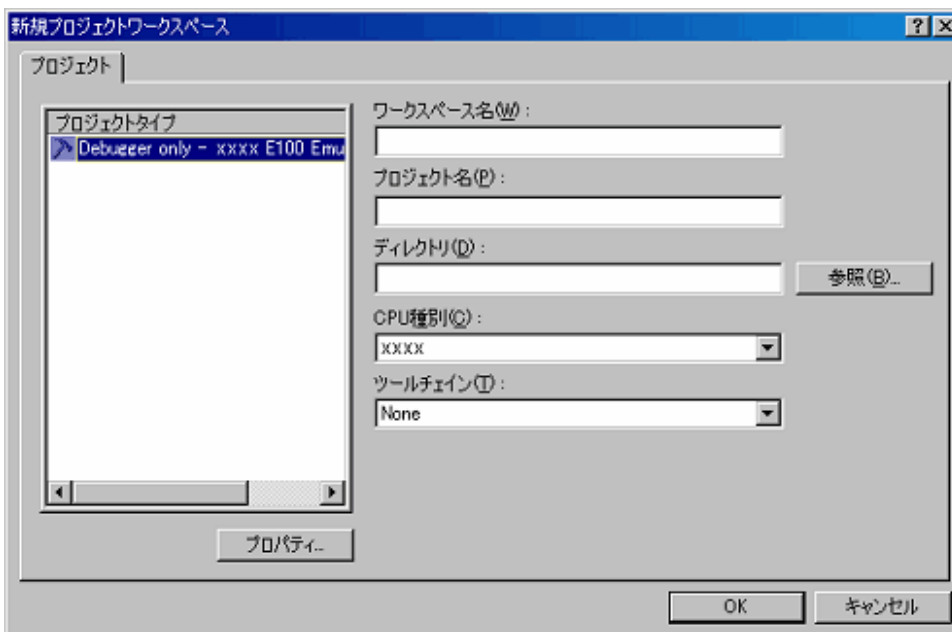 新規プロジェクトワークスペース
プロジェクト
プロジェクトタイプ
Debugger only - xxxx E100 Emu
ワークスペース名(W) :
プロジェクト名(P) :
ディレクトリ(D) :
参照(B)...
CPU種別(C) :
xxxx
ツールチェイン(T) :
None
プロパティ...
OK
キャンセル